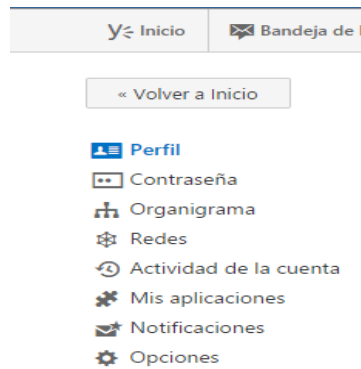 Inicio Bandeja de
« Volver a Inicio
Perfil
Contraseña
Organigrama
Redes
Actividad de la cuenta
Mis aplicaciones
Notificaciones
Opciones